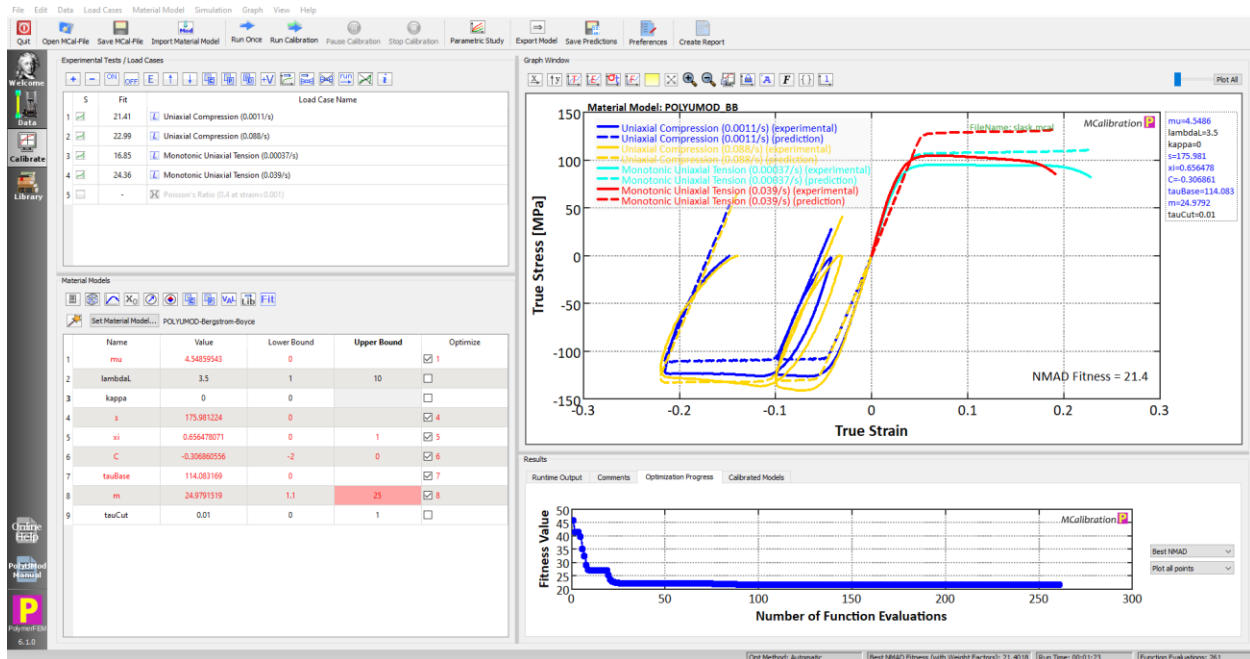 File Edit Data Load Cases Material Model Simulation Graph View Help
Quit Open MCal-File Save MCal-File Import Material Model Run Once Run Calibration Pause Calibration Stop Calibration Parametric Study Export Model Save Predictions Preferences Create Report
Welcome
Data
Calibrate
Library
Online Help
PolyUMod Manual
PolymerFEM
6.1.0
Experimental Tests / Load Cases
S Fit Load Case Name
1 21.41 Uniaxial Compression (0.0011/s)
2 22.99 Uniaxial Compression (0.088/s)
3 16.85 Monotonic Uniaxial Tension (0.00037/s)
4 24.36 Monotonic Uniaxial Tension (0.039/s)
5 - Poisson's Ratio (0.4 at strain=0.001)
Material Models
Set Material Model... POLYUMOD-Bergstrom-Boyce
Name Value Lower Bound Upper Bound Optimize
1 mu 4.54859543 0 1
2 lambdaL 3.5 1 10
3 kappa 0 0
4 s 175.981224 0 4
5 xi 0.656478071 0 1 5
6 C -0.306860556 -2 0 6
7 tauBase 114.083169 0 7
8 m 24.9791519 1.1 25 8
9 tauCut 0.01 0 1
Graph Window
Plot All
Material Model: POLYUMOD_BB
Uniaxial Compression (0.0011/s) (experimental)
Uniaxial Compression (0.0011/s) (prediction)
Uniaxial Compression (0.088/s) (experimental)
Uniaxial Compression (0.088/s) (prediction)
Monotonic Uniaxial Tension (0.00037/s) (experimental)
Monotonic Uniaxial Tension (0.00037/s) (prediction)
Monotonic Uniaxial Tension (0.039/s) (experimental)
Monotonic Uniaxial Tension (0.039/s) (prediction)
FileName: slask.mcal
MCalibration
mu=4.5486
lambdaL=3.5
kappa=0
s=175.981
xi=0.656478
C=-0.306861
tauBase=114.083
m=24.9792
tauCut=0.01
150
100
50
0
-50
-100
-150
True Stress [MPa]
NMAD Fitness = 21.4
-0.3 -0.2 -0.1 0 0.1 0.2 0.3
True Strain
Results
Runtime Output Comments Optimization Progress Calibrated Models
50
45
40
35
30
25
20
Fitness Value
MCalibration
0 50 100 150 200 250 300
Number of Function Evaluations
Best NMAD
Plot all points
Opt Method: Automatic Best NMAD Fitness (with Weight Factors): 21.4018 Run Time: 00:01:23 Function Evaluations: 261